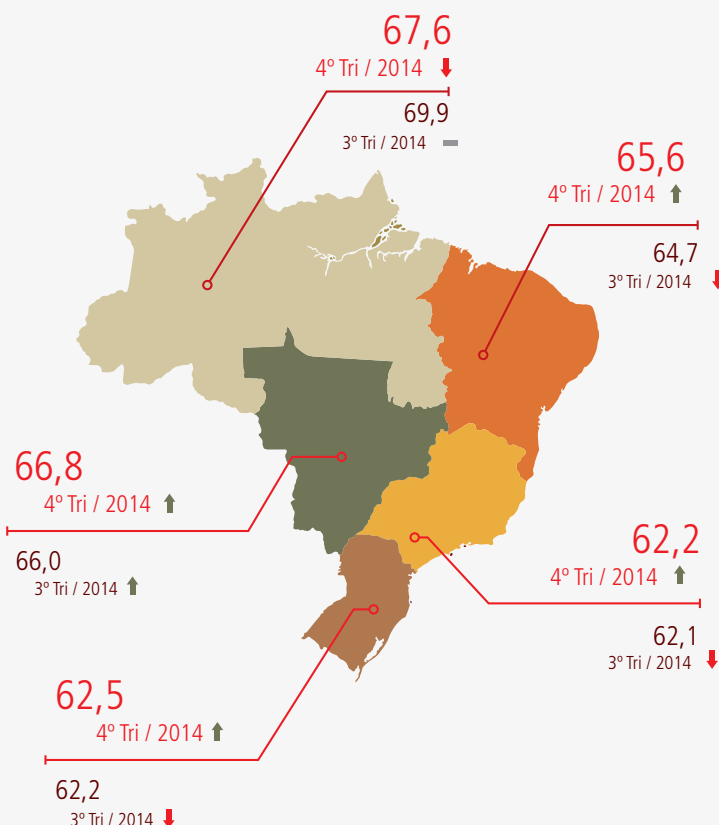 67,6
4º Tri / 2014
69,9
3º Tri / 2014
65,6
4º Tri / 2014
64,7
3º Tri / 2014
66,8
4º Tri / 2014
66,0
3º Tri / 2014
62,2
4º Tri / 2014
62,1
3º Tri / 2014
62,5
4º Tri / 2014
62,2
3º Tri / 2014